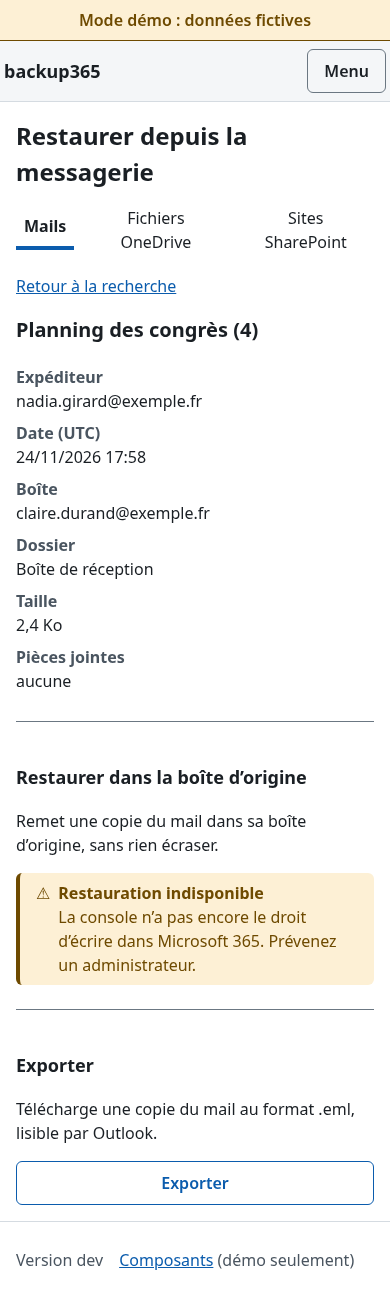 Mode démo : données fictives
backup365
Menu
Restaurer depuis la
messagerie
Mails
Fichiers
OneDrive
Sites
SharePoint
Retour à la recherche
Planning des congrès (4)
Expéditeur
nadia.girard@exemple.fr
Date (UTC)
24/11/2026 17:58
Boîte
claire.durand@exemple.fr
Dossier
Boîte de réception
Taille
2,4 Ko
Pièces jointes
aucune
Restaurer dans la boîte d’origine
Remet une copie du mail dans sa boîte
d’origine, sans rien écraser.
⚠ Restauration indisponible
La console n’a pas encore le droit
d’écrire dans Microsoft 365. Prévenez
un administrateur.
Exporter
Télécharge une copie du mail au format .eml,
lisible par Outlook.
Exporter
Version dev Composants (démo seulement)